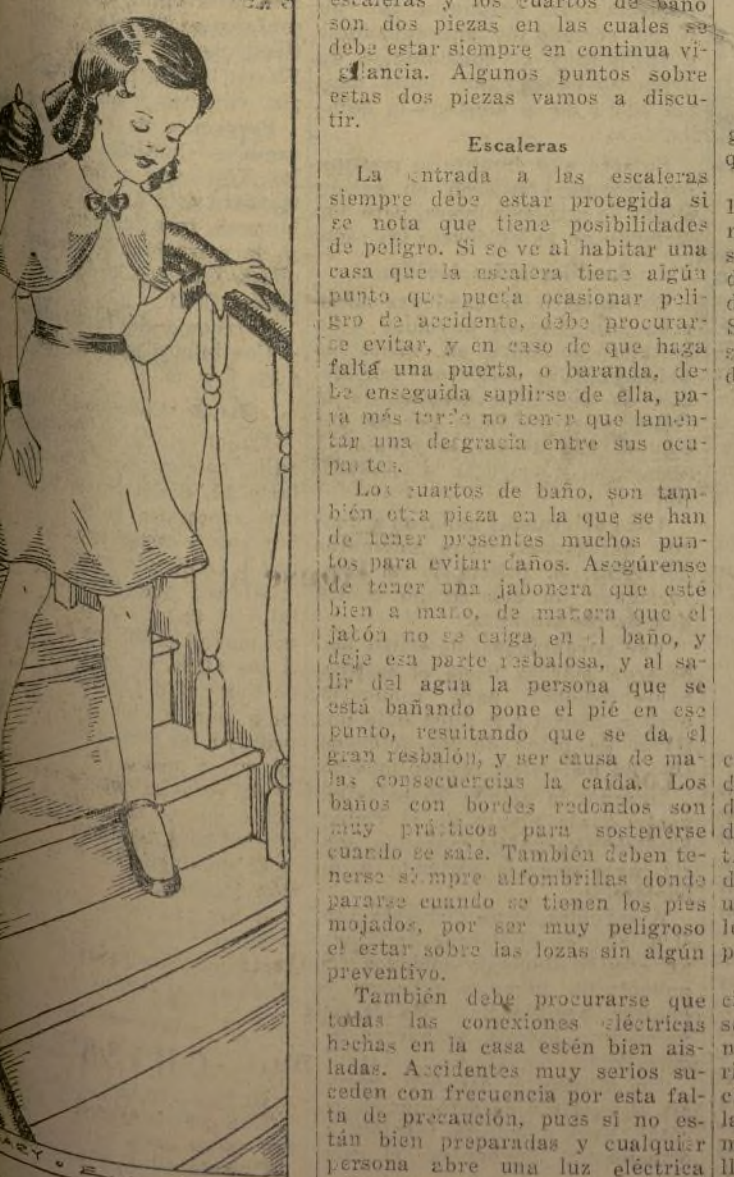 escaleras y los cuartos de baño
son dos piezas en las cuales se
debe estar siempre en continua vi-
gilancia. Algunos puntos sobre
estas dos piezas vamos a discu-
tir.
Escaleras
La entrada a las escaleras
siempre debe estar protegida si
se nota que tiene posibilidades
de peligro. Si se ve al habitar una
casa que la escalera tiene algún
punto que pueda ocasionar peli-
gro de accidente, debe procurar-
se evitar, y en caso de que haga
falta una puerta, o baranda, de-
be enseguida suplirse de ella, pa-
ra más tarde no tener que lamen-
tar una desgracia entre sus ocu-
pantes.
Los cuartos de baño, son tam-
bién otra pieza en la que se han
de tener presentes muchos pun-
tos para evitar daños. Asegúrense
de tener una jabonera que esté
bien a mano, de manera que el
jabón no se caiga en el baño, y
deje esa parte resbalosa, y al sa-
lir del agua la persona que se
está bañando pone el pié en ese
punto, resultando que se da el
gran resbalón, y ser causa de ma-
las consecuencias la caída. Los
baños con bordes redondos son
muy prácticos para sostenerse
cuando se sale. También deben te-
nerse siempre alfombrillas donde
pararse cuando se tienen los pies
mojados, por ser muy peligroso
el estar sobre las lozas sin algún
preventivo.
También debe procurarse que
todas las conexiones eléctricas
hechas en la casa estén bien ais-
ladas. Accidentes muy serios su-
ceden con frecuencia por esta fal-
ta de precaución, pues si no es-
tán bien preparadas y cualquier
persona abre una luz eléctrica